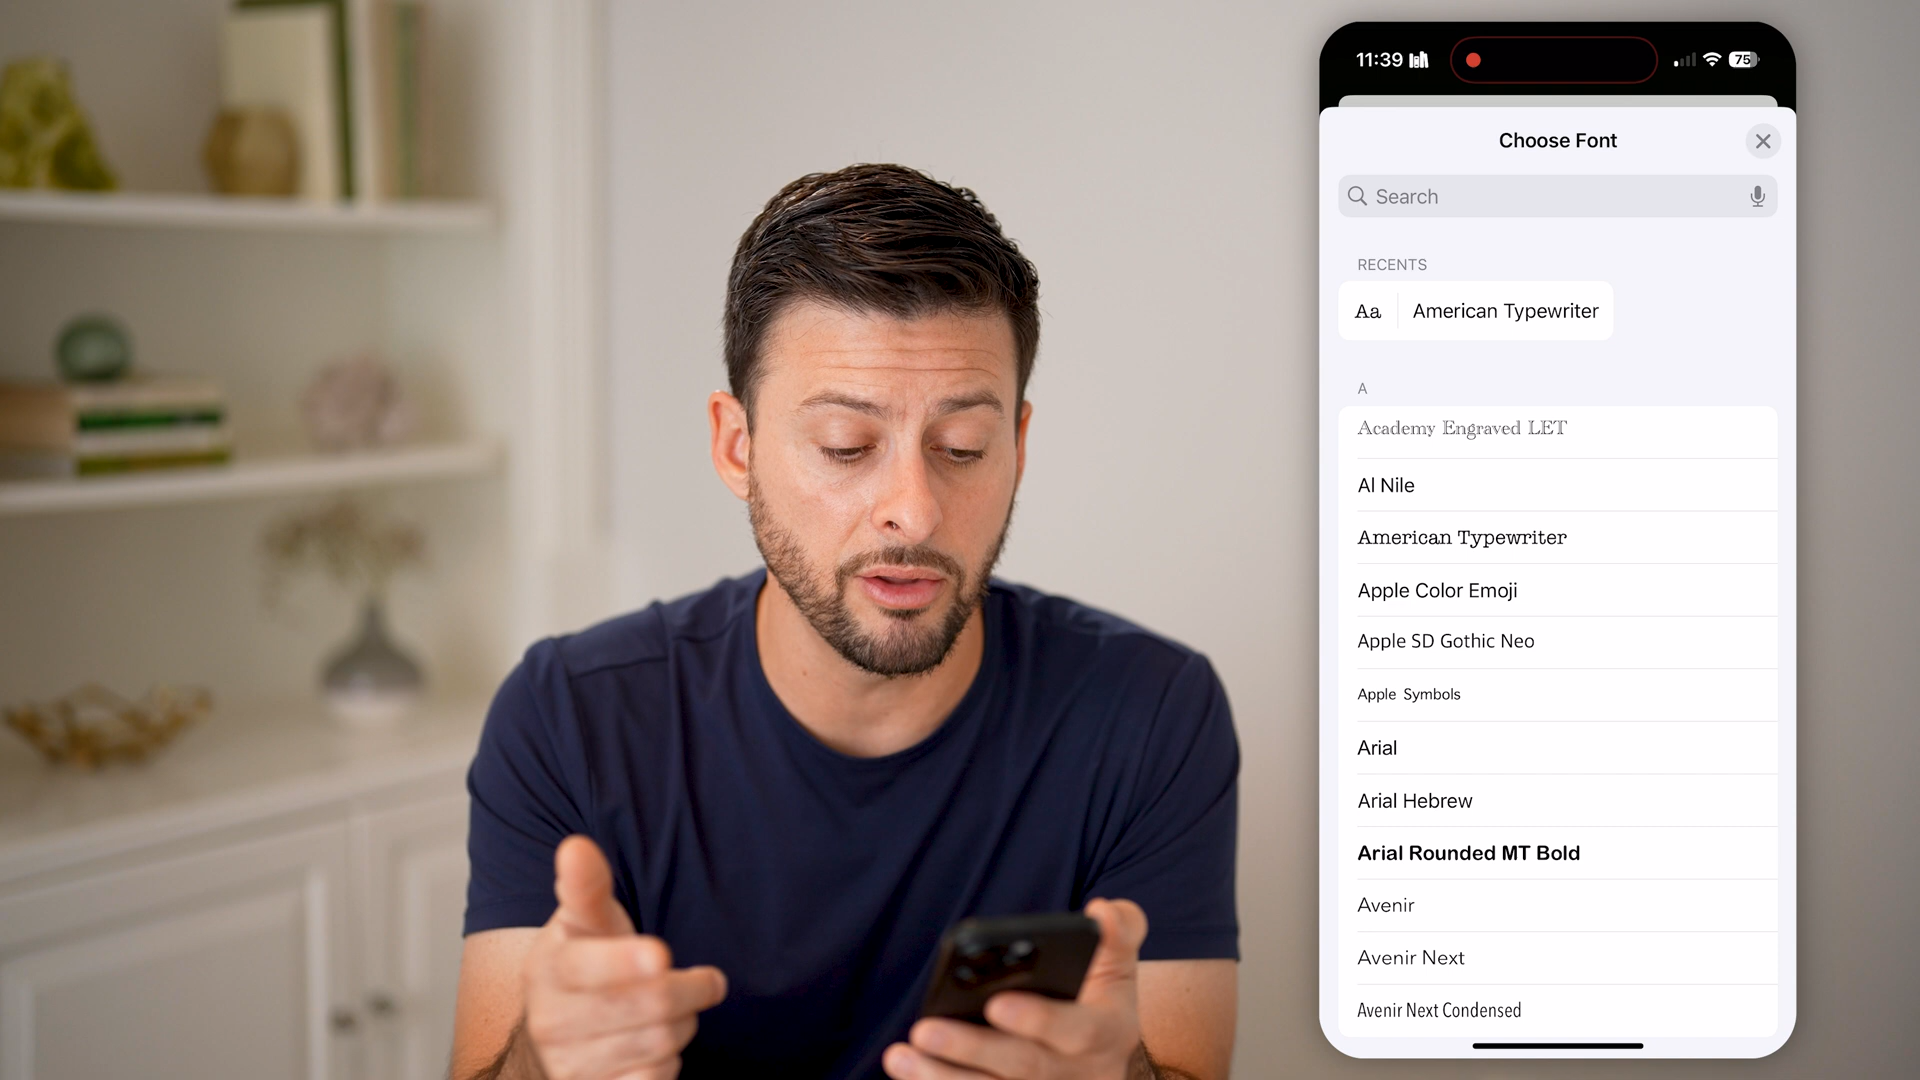 11:39
75
Choose Font
Search
RECENTS
Aa American Typewriter
A
Academy Engraved LET
Al Nile
American Typewriter
Apple Color Emoji
Apple SD Gothic Neo
Apple Symbols
Arial
Arial Hebrew
Arial Rounded MT Bold
Avenir
Avenir Next
Avenir Next Condensed